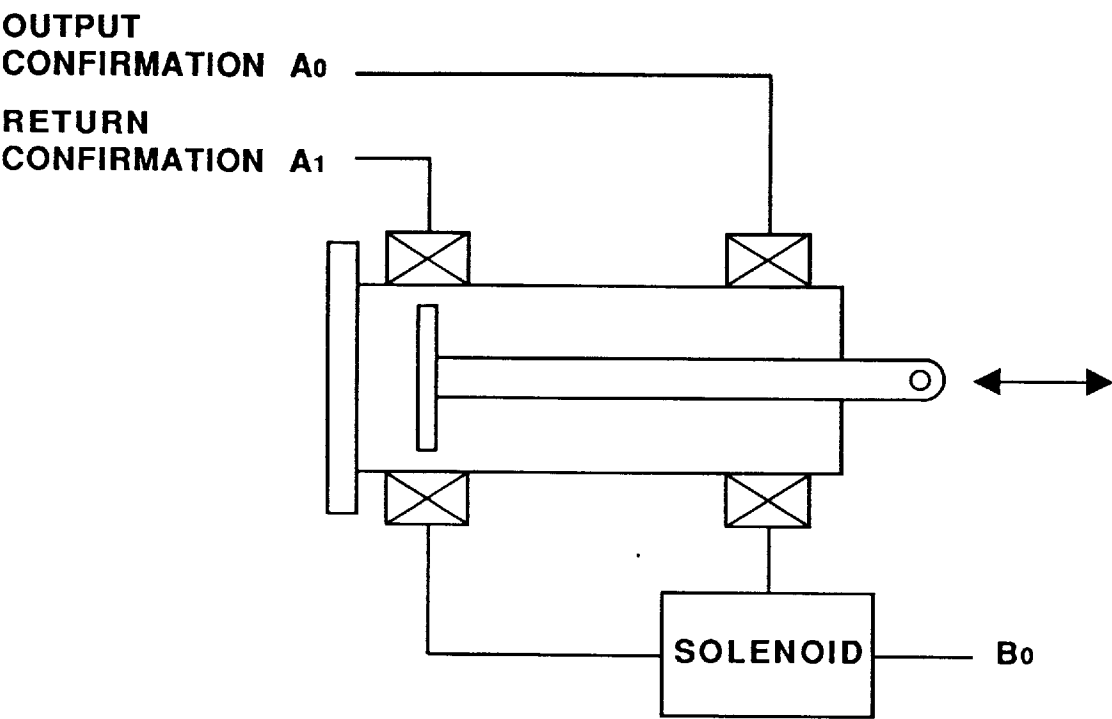 OUTPUT
CONFIRMATION A0
RETURN
CONFIRMATION A1
SOLENOID
B0